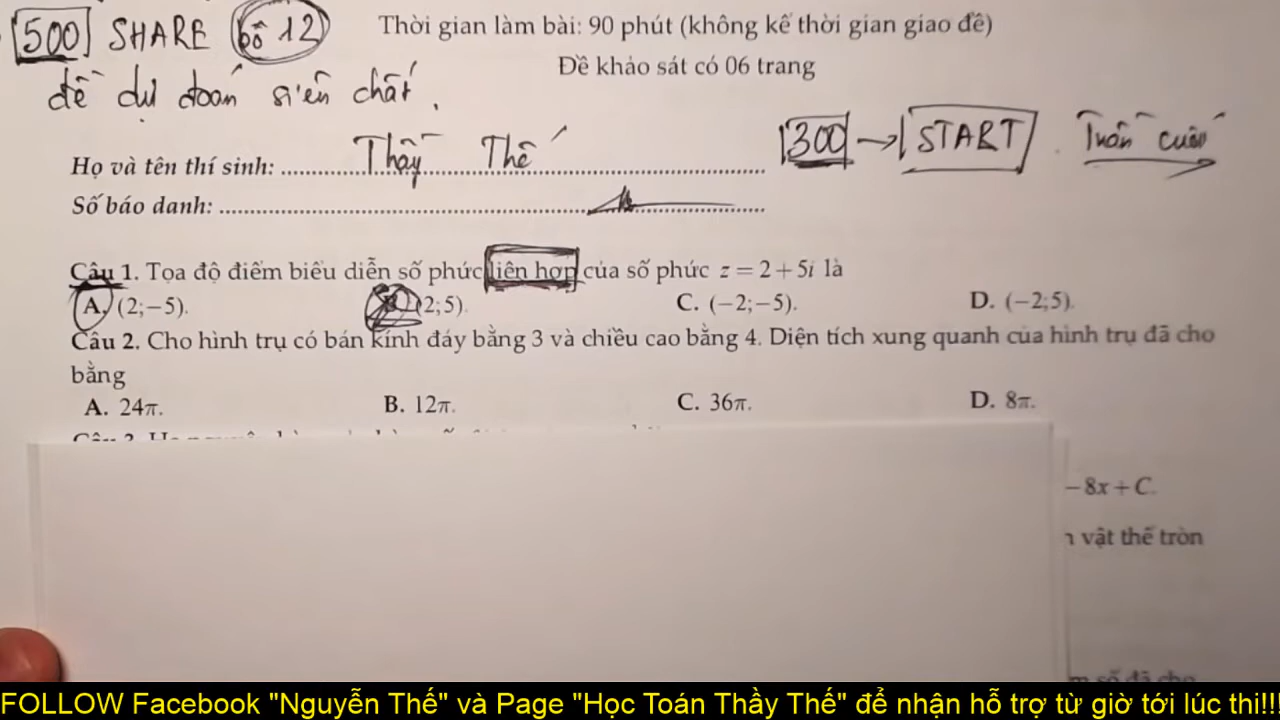 500 SHARE bộ 12
đề dự đoán siên chất.
Thời gian làm bài: 90 phút (không kể thời gian giao đề)
Đề khảo sát có 06 trang
300 → START Tuần cuối
Họ và tên thí sinh: Thầy Thế
Số báo danh:
Câu 1. Tọa độ điểm biểu diễn số phức liên hợp của số phức z = 2 + 5i là
A. (2;−5). B. (2;5). C. (−2;−5). D. (−2;5).
Câu 2. Cho hình trụ có bán kính đáy bằng 3 và chiều cao bằng 4. Diện tích xung quanh của hình trụ đã cho
bằng
A. 24π. B. 12π. C. 36π. D. 8π.
−8x + C.
vật thể tròn
số đã cho
FOLLOW Facebook "Nguyễn Thế" và Page "Học Toán Thầy Thế" để nhận hỗ trợ từ giờ tới lúc thi!!!